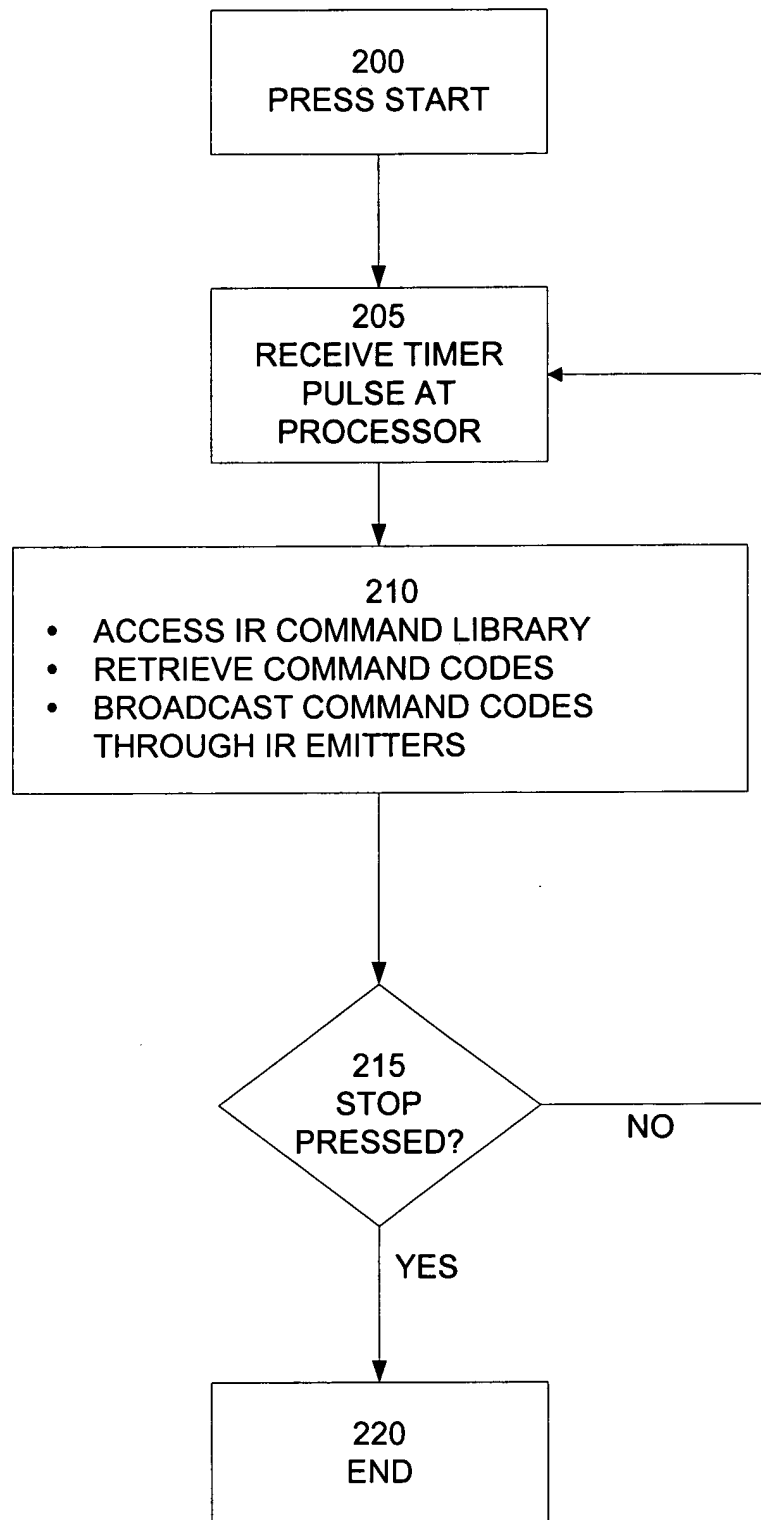 200
PRESS START
205
RECEIVE TIMER
PULSE AT
PROCESSOR
210
• ACCESS IR COMMAND LIBRARY
• RETRIEVE COMMAND CODES
• BROADCAST COMMAND CODES
THROUGH IR EMITTERS
215
STOP
PRESSED?
NO
YES
220
END